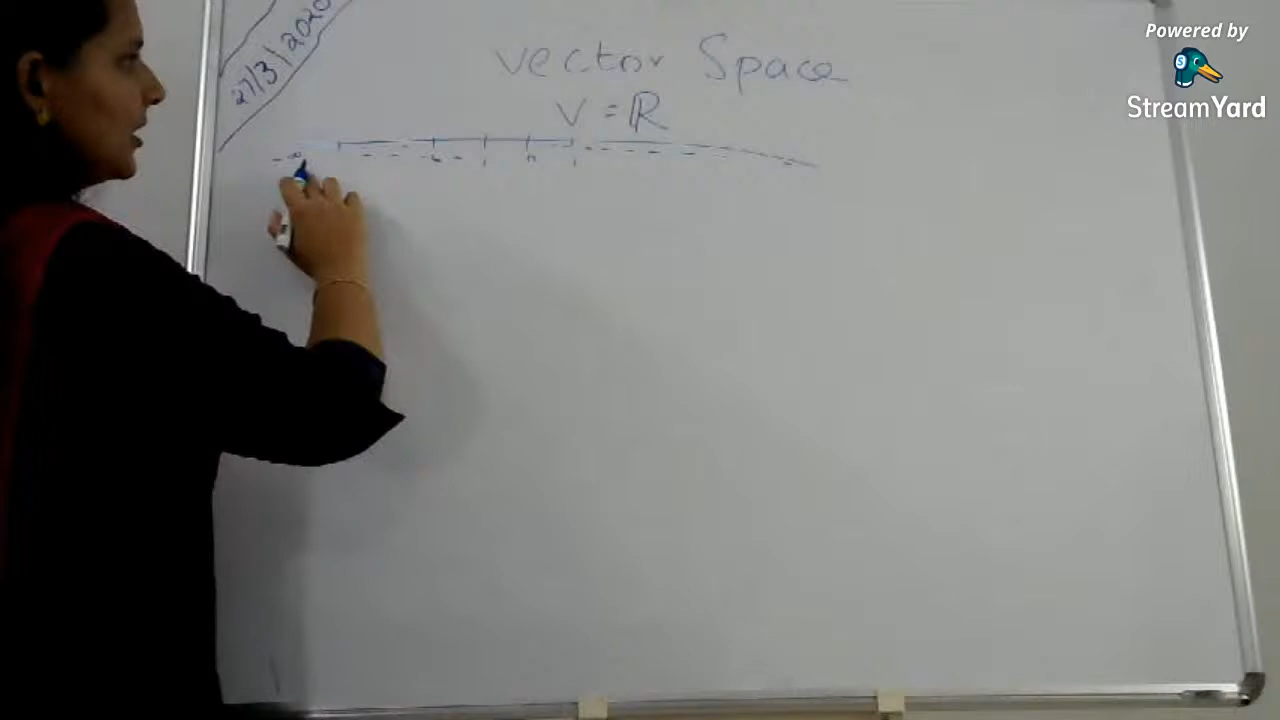 27/3/2020
Powered by
StreamYard
Vector Space
V = ℝ
-∞